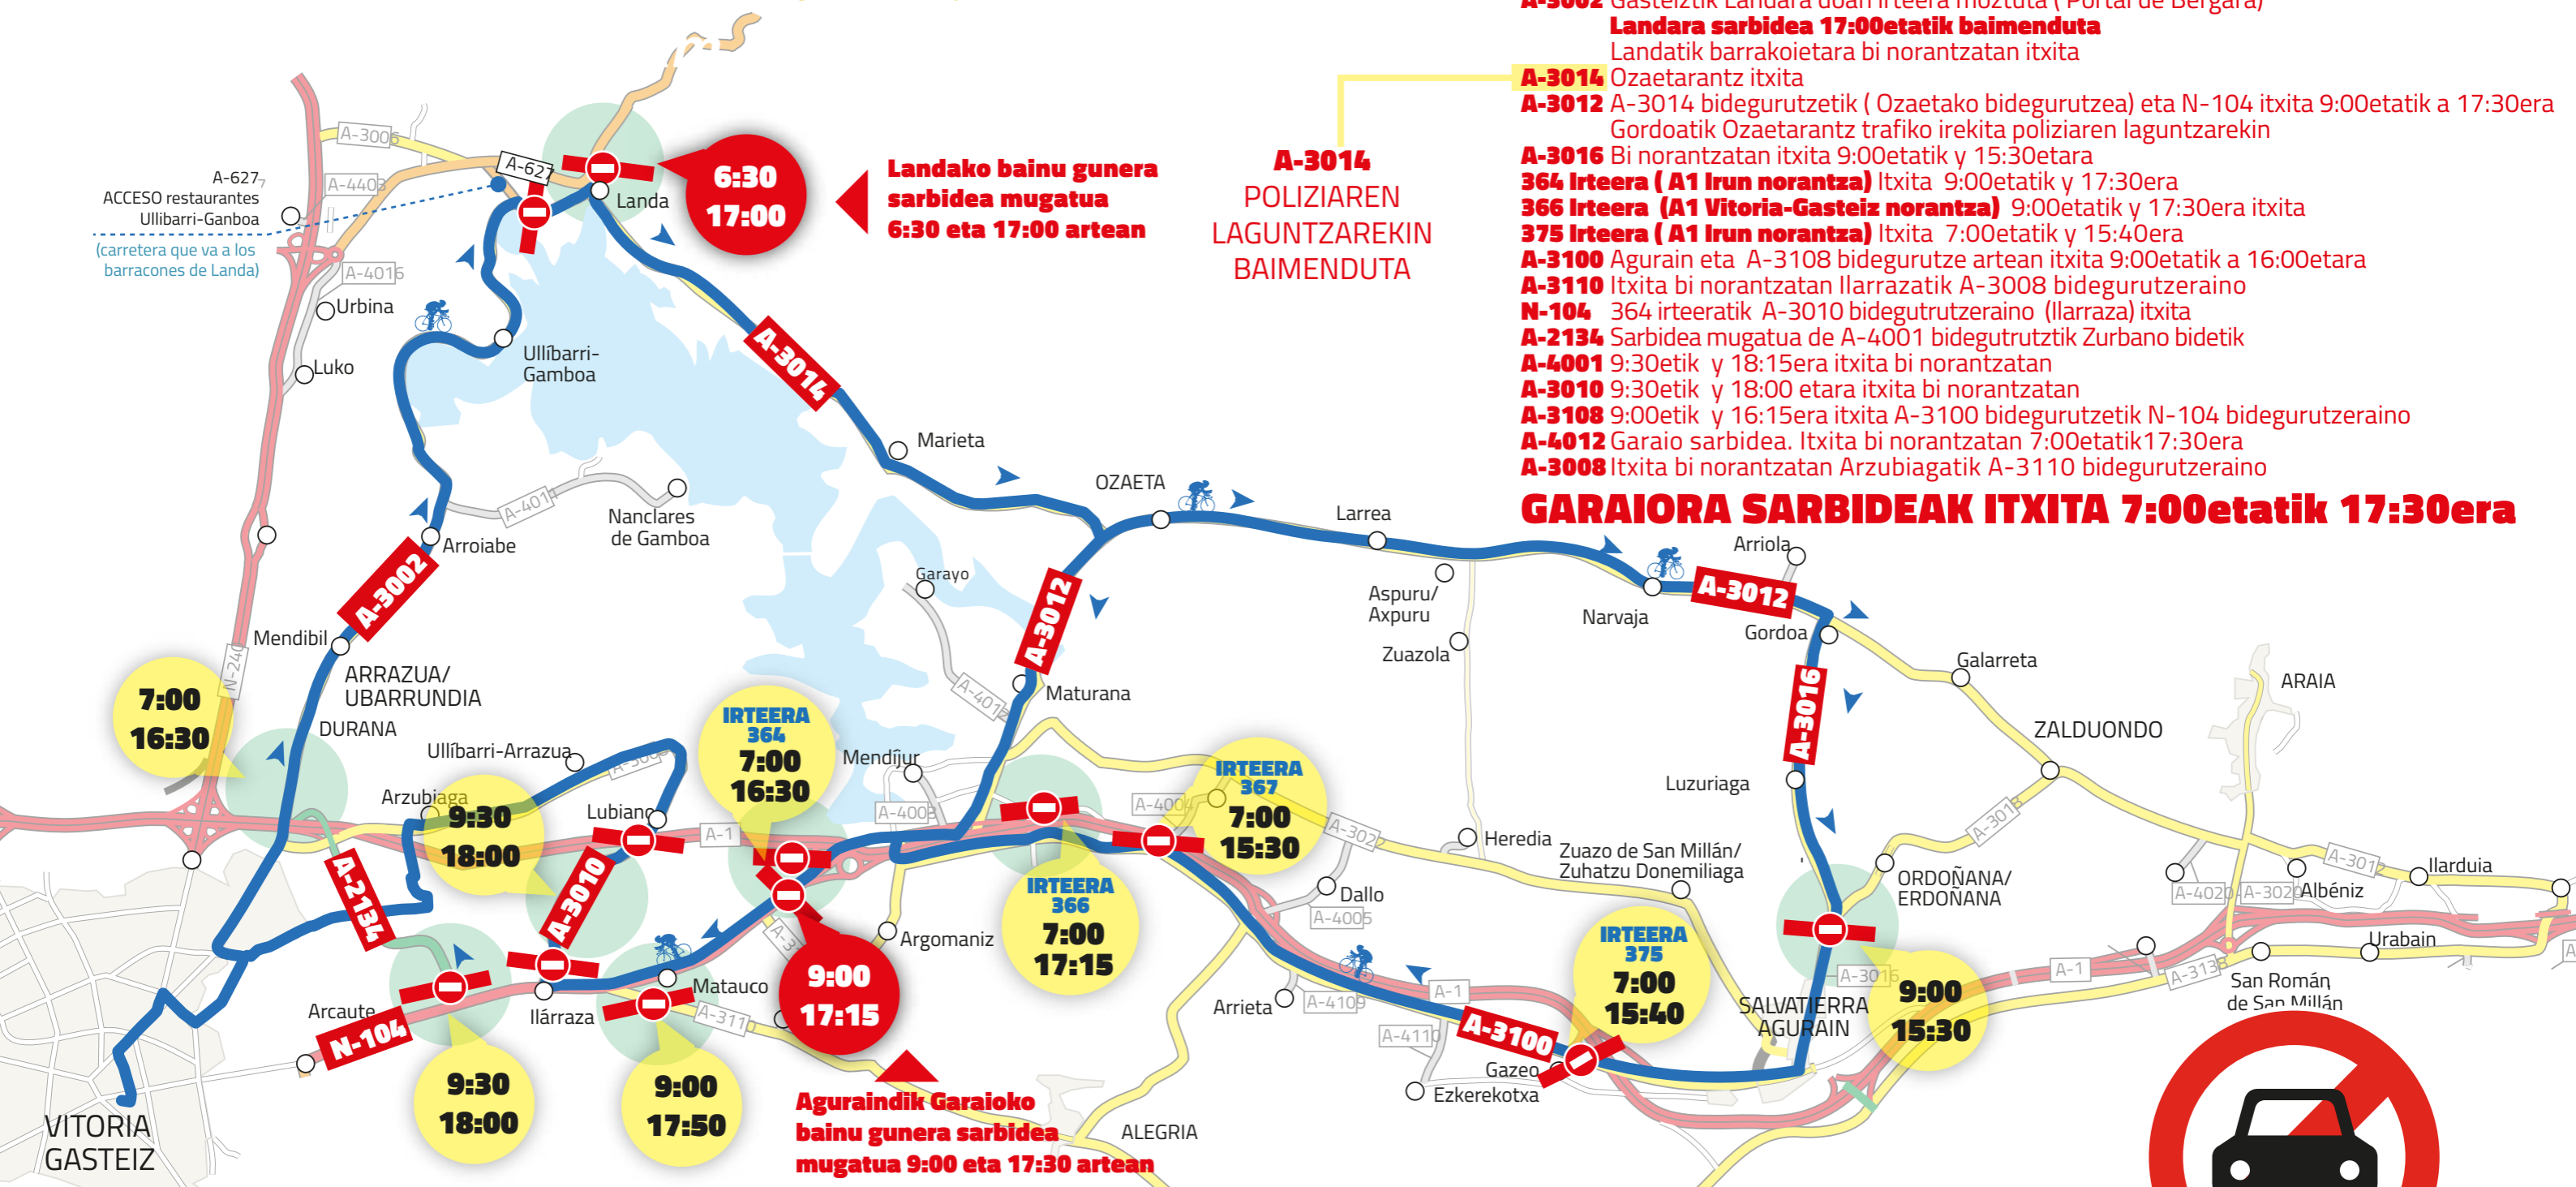 A-3002 Gasteiztik Landara doan irteera moztuta ( Portal de Bergara)
Landara sarbidea 17:00etatik baimenduta
Landatik barrakoietara bi norantzatan itxita
A-3014 Ozaetarantz itxita
A-3012 A-3014 bidegurutzetik ( Ozaetako bidegurutzea) eta N-104 itxita 9:00etatik a 17:30era
Gordoatik Ozaetarantz trafiko irekita poliziaren laguntzarekin
A-3016 Bi norantzatan itxita 9:00etatik y 15:30etara
364 Irteera ( A1 Irun norantza) Itxita 9:00etatik y 17:30era
366 Irteera (A1 Vitoria-Gasteiz norantza) 9:00etatik y 17:30era itxita
375 Irteera ( A1 Irun norantza) Itxita 7:00etatik y 15:40era
A-3100 Agurain eta A-3108 bidegurutze artean itxita 9:00etatik a 16:00etara
A-3110 Itxita bi norantzatan Ilarrazatik A-3008 bidegurutzeraino
N-104 364 irteeratik A-3010 bidegutrutzeraino (Ilarraza) itxita
A-2134 Sarbidea mugatua de A-4001 bidegutrutztik Zurbano bidetik
A-4001 9:30etik y 18:15era itxita bi norantzatan
A-3010 9:30etik y 18:00 etara itxita bi norantzatan
A-3108 9:00etik y 16:15era itxita A-3100 bidegurutzetik N-104 bidegurutzeraino
A-4012 Garaio sarbidea. Itxita bi norantzatan 7:00etatik17:30era
A-3008 Itxita bi norantzatan Arzubiagatik A-3110 bidegurutzeraino
GARAIORA SARBIDEAK ITXITA 7:00etatik 17:30era
A-3014
POLIZIAREN
LAGUNTZAREKIN
BAIMENDUTA
Landako bainu gunera
sarbidea mugatua
6:30 eta 17:00 artean
6:30
17:00
A-3006
A-4403
A-627
A-627
ACCESO restaurantes
Ullibarri-Ganboa
(carretera que va a los
barracones de Landa)
A-4016
Landa
Urbina
Luko
Ullíbarri-
Gamboa
A-3014
Marieta
OZAETA
Larrea
Nanclares
de Gamboa
Arroiabe
A-3002
Mendibil
ARRAZUA/
UBARRUNDIA
DURANA
N-240
7:00
16:30
Garayo
A-4012
A-3012
Maturana
Aspuru/
Axpuru
Zuazola
Narvaja
A-3012
Arriola
Gordoa
Galarreta
ARAIA
ZALDUONDO
A-3016
Luzuriaga
Ullíbarri-Arrazua
Arzubiaga
Lubiano
9:30
18:00
IRTEERA
364
7:00
16:30
A-1
Mendíjur
A-4003
A-4004
IRTEERA
367
7:00
15:30
Heredia
Zuazo de San Millán/
Zuhatzu Donemiliaga
Dallo
A-4005
ORDOÑANA/
ERDOÑANA
Albéniz
Ilarduia
A-4020
Urabain
San Román
de San Millán
A-1
A-3016
9:00
15:30
SALVATIERRA
AGURAIN
IRTEERA
375
7:00
15:40
A-1
A-3100
Gazeo
Ezkerekotxa
A-4110
A-4109
Arrieta
IRTEERA
366
7:00
17:15
Argomaniz
9:00
17:15
Matauco
Ilárraza
A-3010
A-2134
Arcaute
N-104
9:30
18:00
9:00
17:50
Aguraindik Garaioko
bainu gunera sarbidea
mugatua 9:00 eta 17:30 artean
ALEGRIA
VITORIA
GASTEIZ